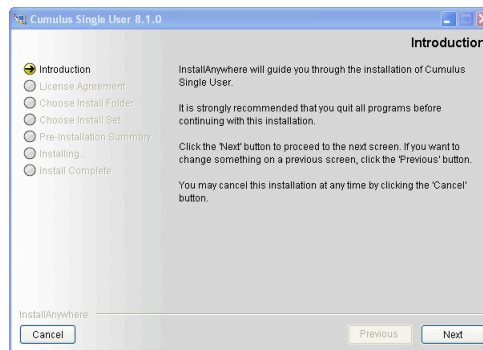 Cumulus Single User 8.1.0
Introduction
Introduction
License Agreement
Choose Install Folder
Choose Install Set
Pre-Installation Summary
Installing...
Install Complete
InstallAnywhere will guide you through the installation of Cumulus
Single User.
It is strongly recommended that you quit all programs before
continuing with this installation.
Click the 'Next' button to proceed to the next screen. If you want to
change something on a previous screen, click the 'Previous' button.
You may cancel this installation at any time by clicking the 'Cancel'
button.
InstallAnywhere
Cancel
Previous
Next